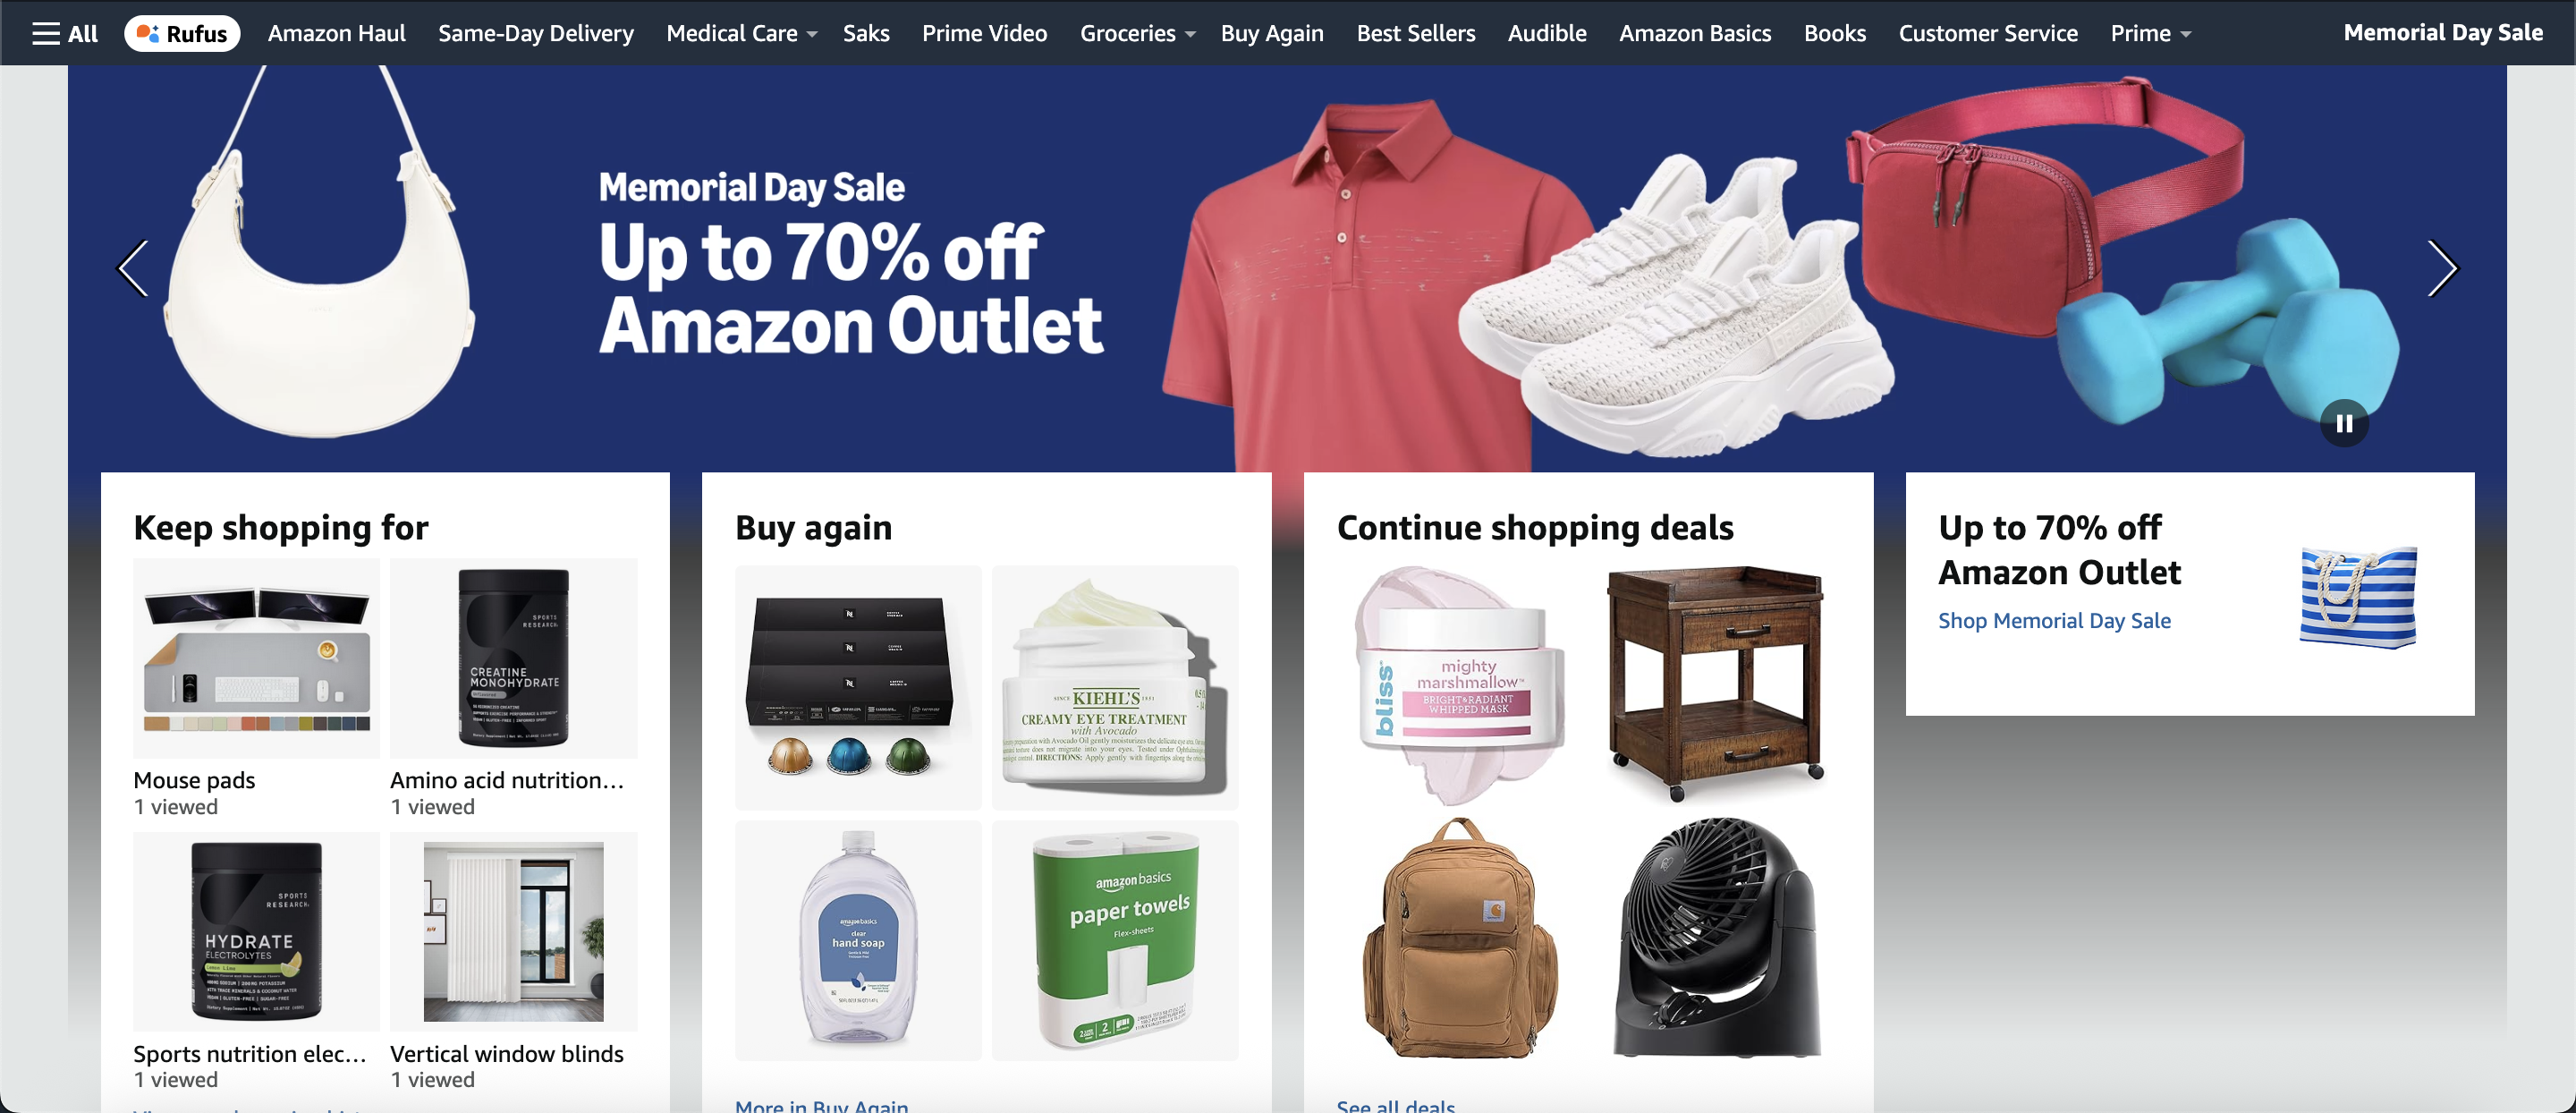 All
Rufus
Amazon Haul
Same-Day Delivery
Medical Care
Saks
Prime Video
Groceries
Buy Again
Best Sellers
Audible
Amazon Basics
Books
Customer Service
Prime
Memorial Day Sale
Memorial Day Sale
Up to 70% off
Amazon Outlet
Keep shopping for
SPORTS
RESEARCH
CREATINE
MONOHYDRATE
Mouse pads
1 viewed
Amino acid nutrition...
1 viewed
SPORTS
RESEARCH
HYDRATE
ELECTROLYTES
Lemon Lime
Sports nutrition elec...
1 viewed
Vertical window blinds
1 viewed
Buy again
SINCE KIEHL'S 1851
CREAMY EYE TREATMENT
with Avocado
amazon basics
clear
hand soap
amazon basics
paper towels
Flex-sheets
More in Buy Again
Continue shopping deals
bliss
mighty
marshmallow™
BRIGHT & RADIANT
WHIPPED MASK
See all deals
Up to 70% off
Amazon Outlet
Shop Memorial Day Sale